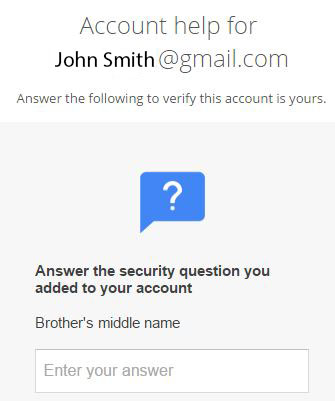 Account help for
John Smith @gmail.com
Answer the following to verify this account is yours.
?
Answer the security question you
added to your account
Brother's middle name
Enter your answer